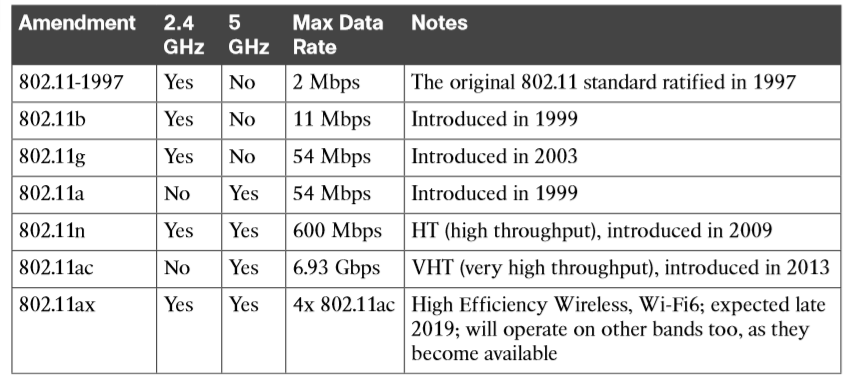 Amendment 2.4 GHz 5 GHz Max Data Rate Notes
802.11-1997 Yes No 2 Mbps The original 802.11 standard ratified in 1997
802.11b Yes No 11 Mbps Introduced in 1999
802.11g Yes No 54 Mbps Introduced in 2003
802.11a No Yes 54 Mbps Introduced in 1999
802.11n Yes Yes 600 Mbps HT (high throughput), introduced in 2009
802.11ac No Yes 6.93 Gbps VHT (very high throughput), introduced in 2013
802.11ax Yes Yes 4x 802.11ac High Efficiency Wireless, Wi-Fi6; expected late
2019; will operate on other bands too, as they
become available